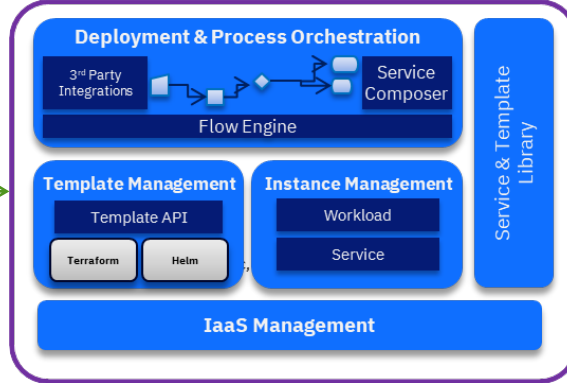 Deployment & Process Orchestration
3rd Party
Integrations
Service
Composer
Flow Engine
Service & Template
Library
Template Management
Template API
Terraform
Helm
Instance Management
Workload
Service
IaaS Management